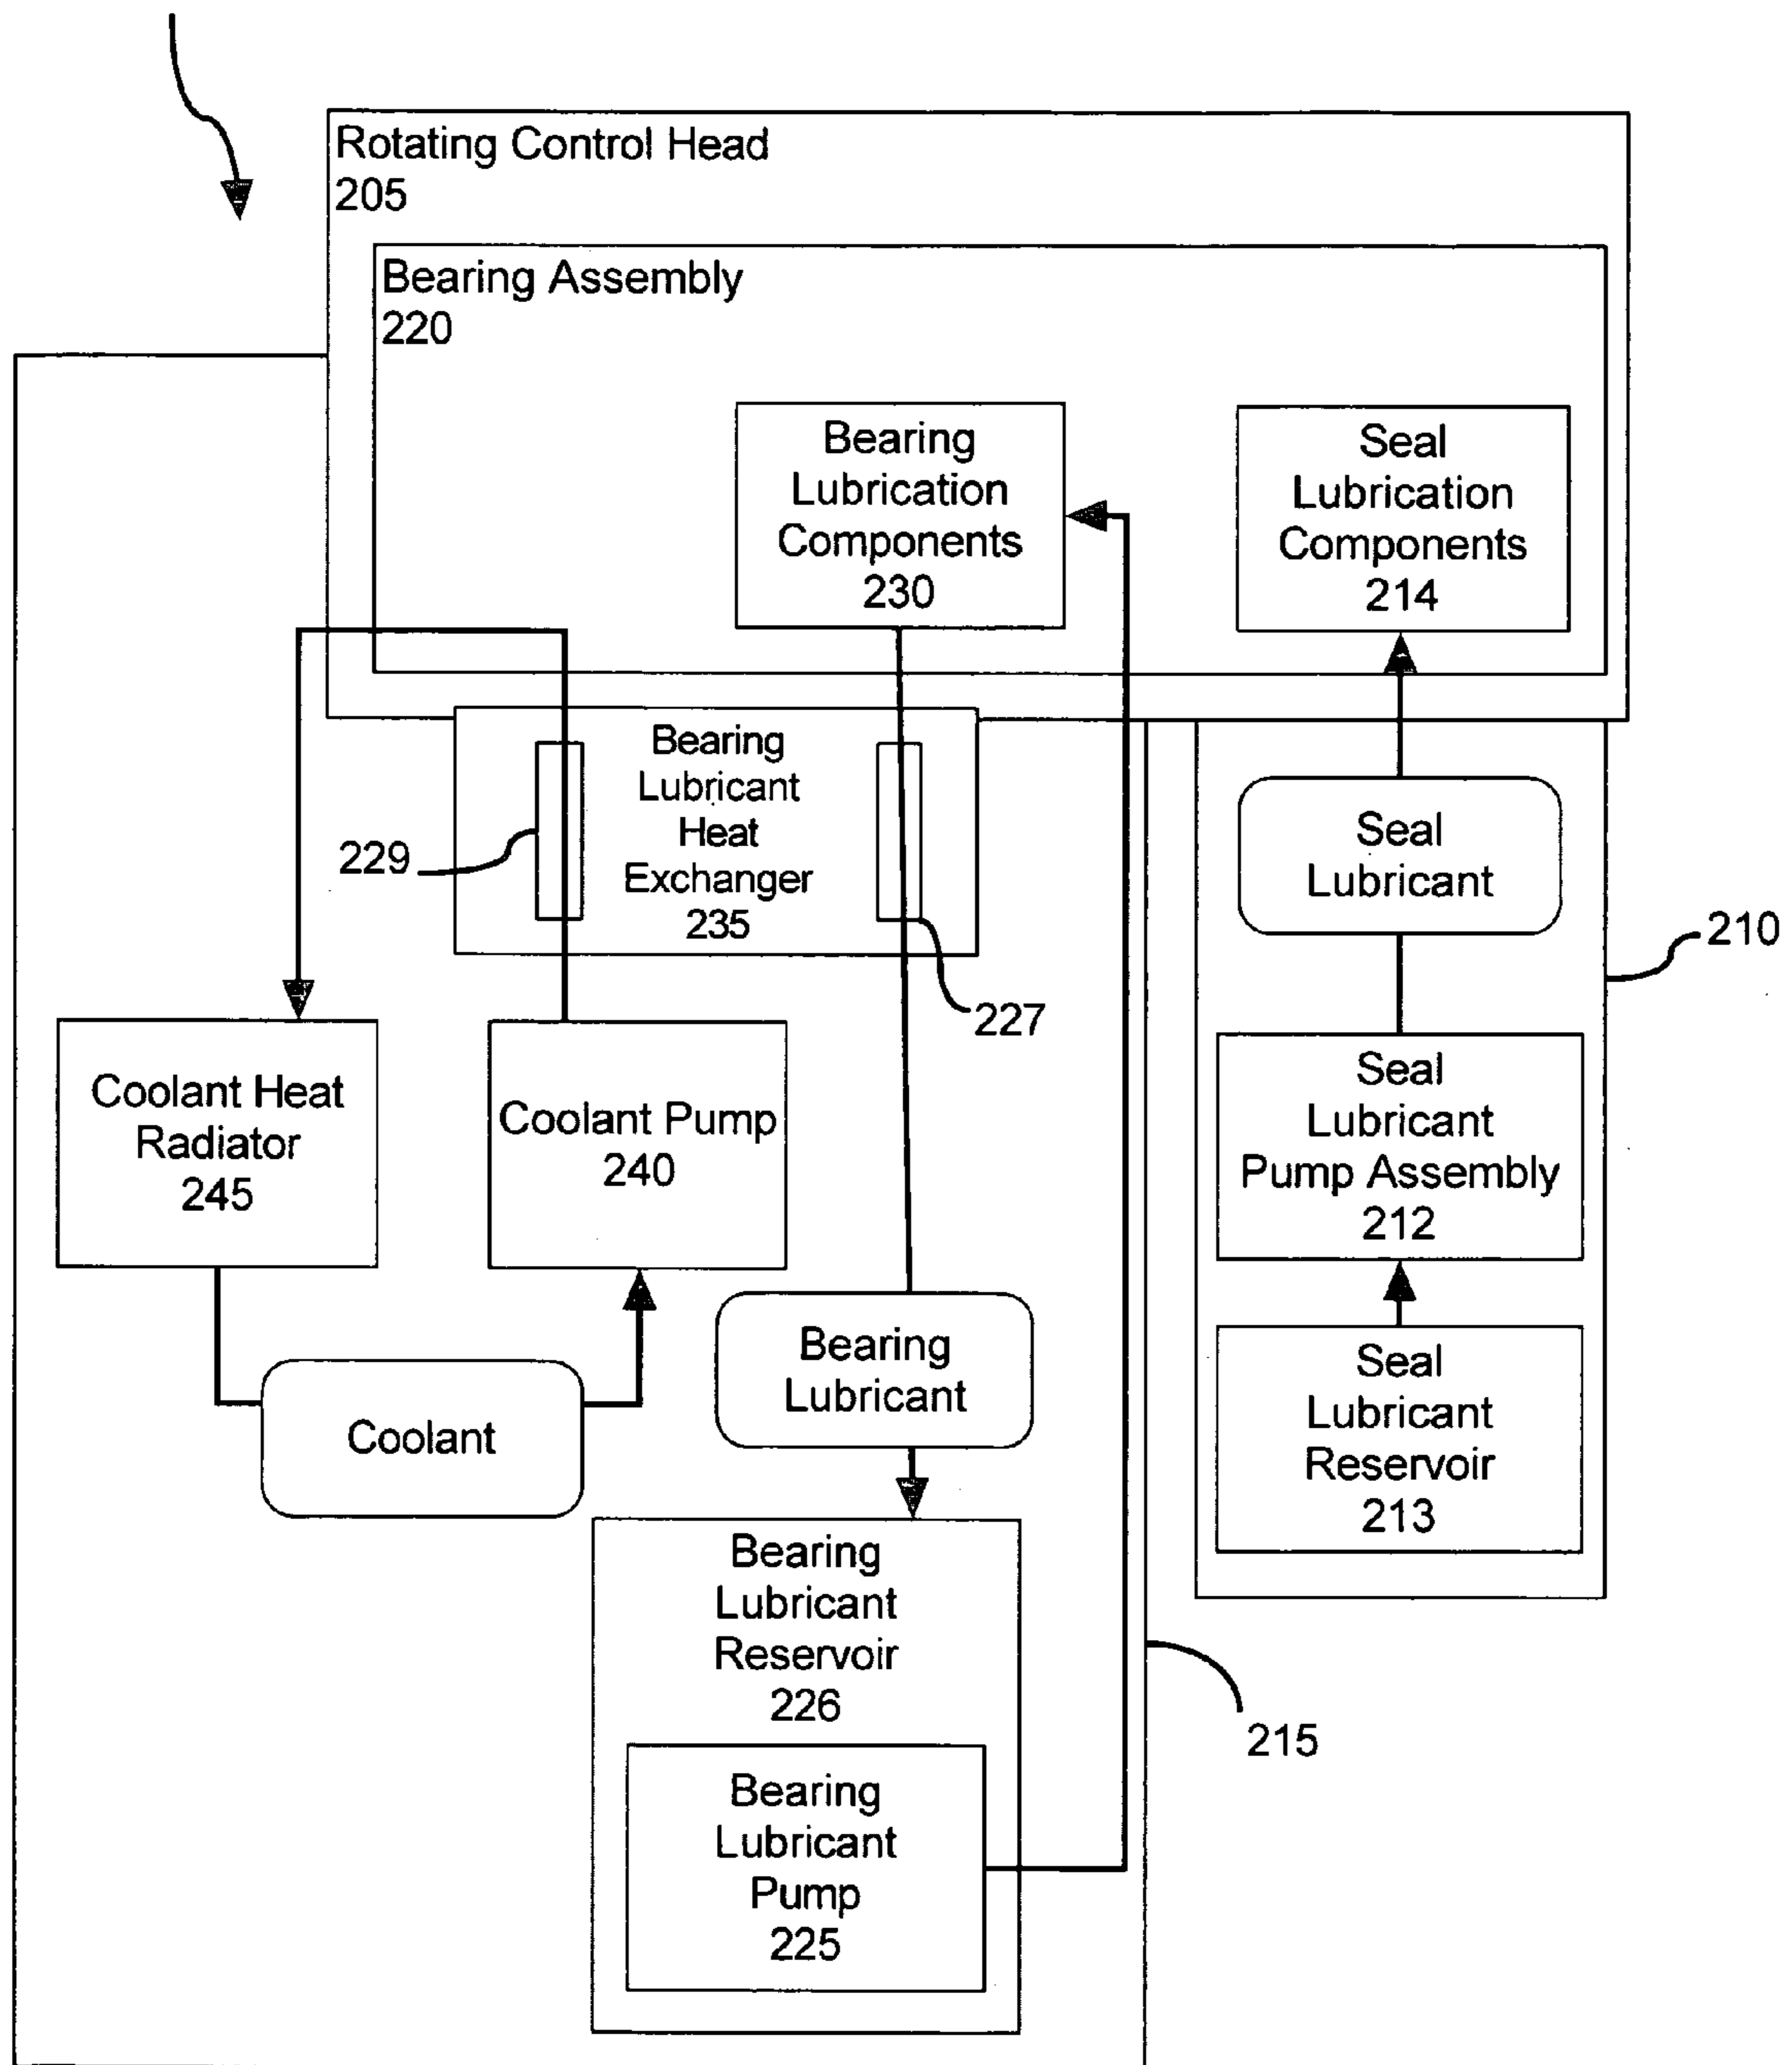 Rotating Control Head
205
Bearing Assembly
220
Bearing
Lubrication
Components
230
Seal
Lubrication
Components
214
Bearing
Lubricant
Heat
Exchanger
235
229
227
Seal
Lubricant
210
Coolant Heat
Radiator
245
Coolant Pump
240
Seal
Lubricant
Pump Assembly
212
Bearing
Lubricant
Coolant
Seal
Lubricant
Reservoir
213
Bearing
Lubricant
Reservoir
226
215
Bearing
Lubricant
Pump
225